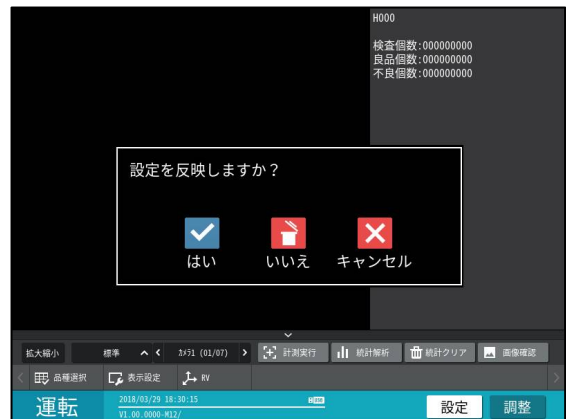 H000
検査個数:000000000
良品個数:000000000
不良個数:000000000
設定を反映しますか？
はい いいえ キャンセル
拡大縮小 標準 ｶﾒﾗ1 (01/07) 計測実行 統計解析 統計クリア 画像確認
品種選択 表示設定 RV
運転 2018/03/29 18:30:15 設定 調整
V1.00.0000-M12/